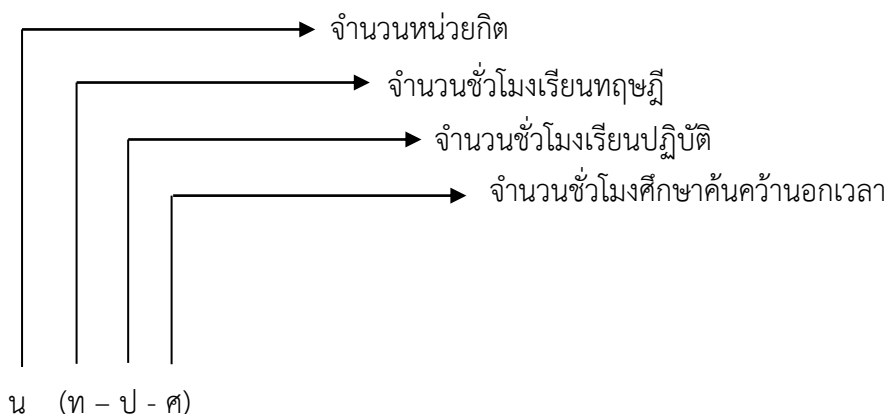 จำนวนหน่วยกิต
จำนวนชั่วโมงเรียนทฤษฎี
จำนวนชั่วโมงเรียนปฏิบัติ
จำนวนชั่วโมงศึกษาค้นคว้านอกเวลา
น (ท – ป - ศ)